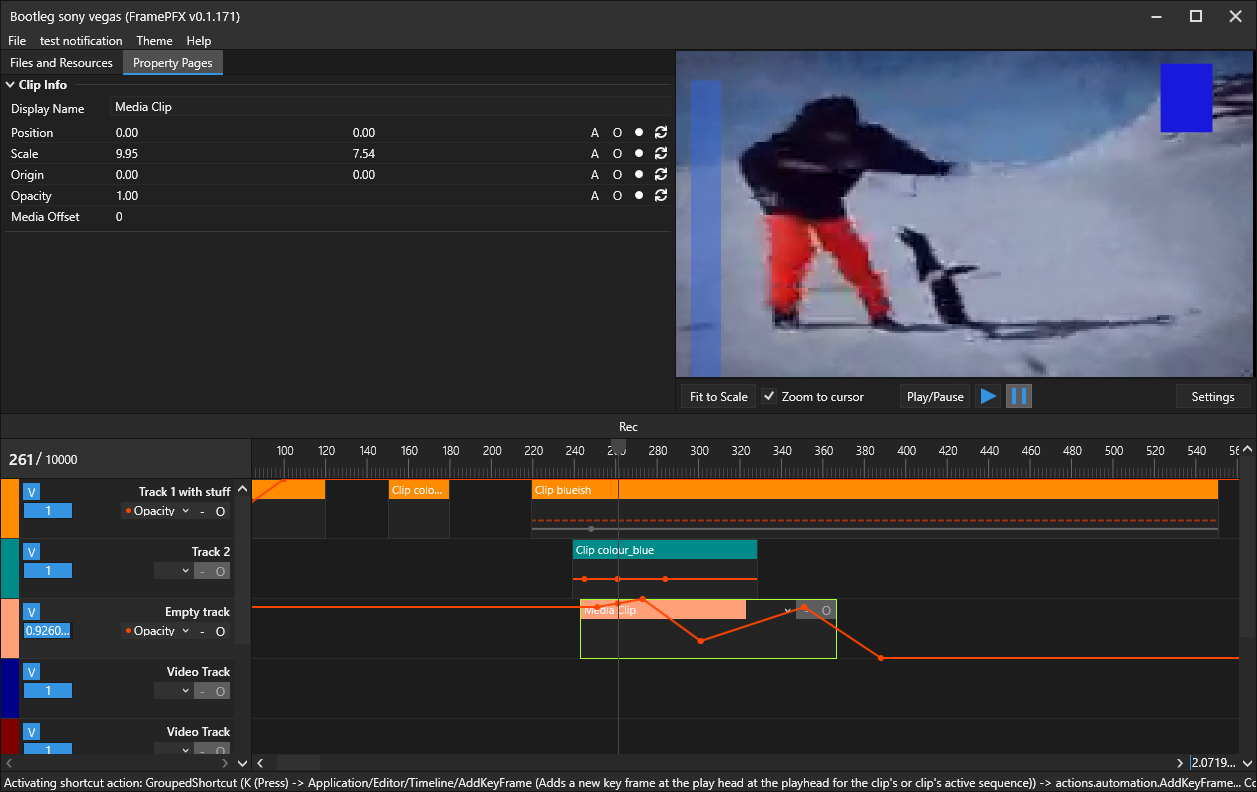 Bootleg sony vegas (FramePFX v0.1.171)
File test notification Theme Help
Files and Resources Property Pages
Clip Info
Display Name Media Clip
Position 0.00 0.00 A O
Scale 9.95 7.54 A O
Origin 0.00 0.00 A O
Opacity 1.00 A O
Media Offset 0
Fit to Scale Zoom to cursor Play/Pause Settings
Rec
261/ 10000
100 120 140 160 180 200 220 240 260 280 300 320 340 360 380 400 420 440 460 480 500 520 540 56
V Track 1 with stuff
1 Opacity - O
Clip colo... Clip blueish
V Track 2
1 - O
Clip colour_blue
V Empty track
0.9260... Opacity - O
Media Clip - O
V Video Track
1 - O
V Video Track
1 - O
2.0719...
Activating shortcut action: GroupedShortcut (K (Press) -> Application/Editor/Timeline/AddKeyFrame (Adds a new key frame at the play head at the playhead for the clip's or clip's active sequence)) -> actions.automation.AddKeyFrame... Cc